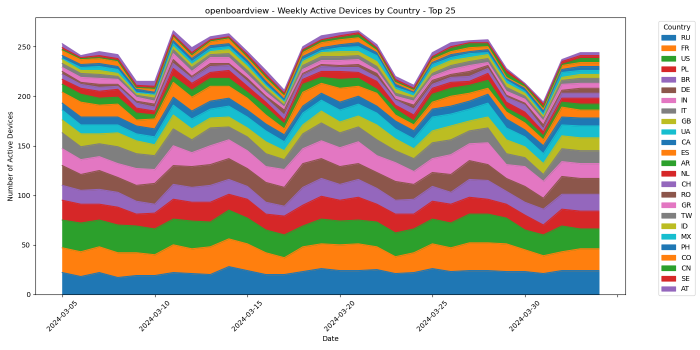 openboardview - Weekly Active Devices by Country - Top 25
Number of Active Devices
250
200
150
100
50
0
2024-03-05
2024-03-10
2024-03-15
2024-03-20
2024-03-25
2024-03-30
Date
Country
RU
FR
US
PL
BR
DE
IN
IT
GB
UA
CA
ES
AR
NL
CH
RO
GR
TW
ID
MX
PH
CO
CN
SE
AT